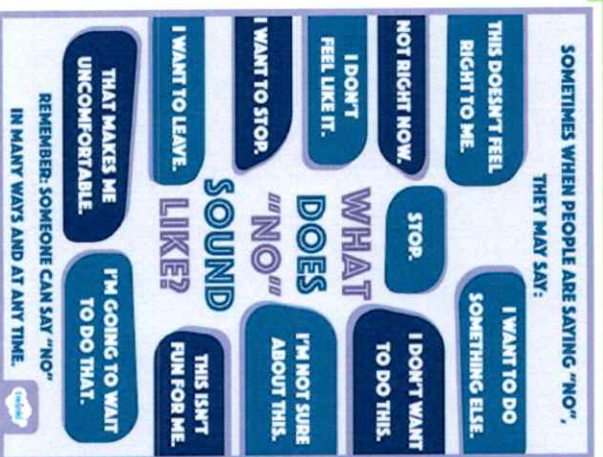 SOMETIMES WHEN PEOPLE ARE SAYING "NO",
THEY MAY SAY:
THIS DOESN'T FEEL
RIGHT TO ME.
I WANT TO DO
SOMETHING ELSE.
NOT RIGHT NOW.
STOP.
I DON'T WANT
TO DO THIS.
I DON'T
FEEL LIKE IT.
WHAT
DOES
"NO"
SOUND
LIKE?
I'M NOT SURE
ABOUT THIS.
I WANT TO STOP.
I WANT TO LEAVE.
THIS ISN'T
FUN FOR ME.
THAT MAKES ME
UNCOMFORTABLE.
I'M GOING TO WAIT
TO DO THAT.
REMEMBER: SOMEONE CAN SAY "NO"
IN MANY WAYS AND AT ANY TIME.